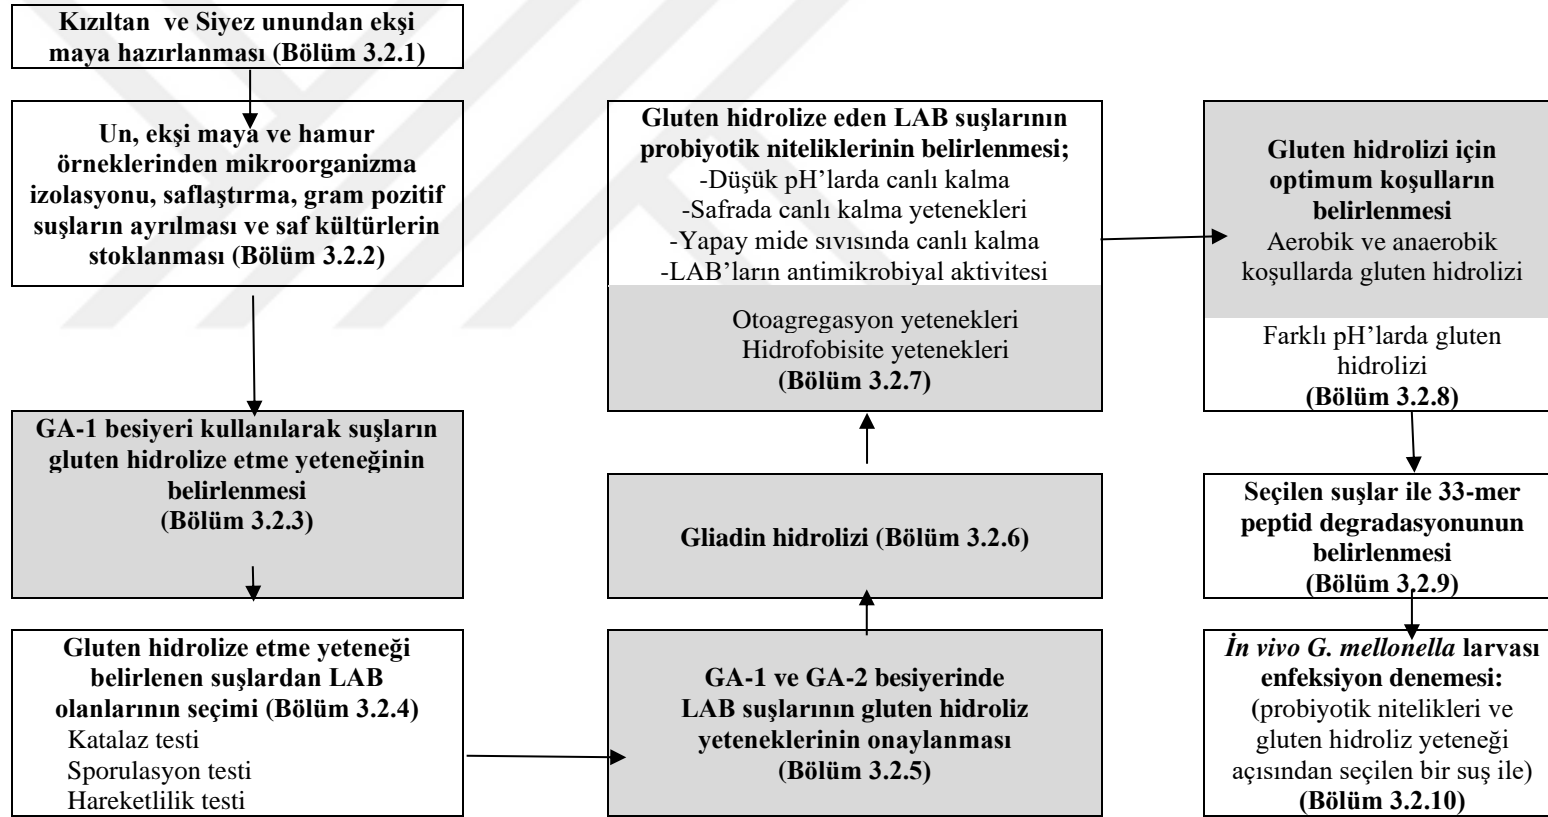 Kızıltan ve Siyez unundan ekşi
maya hazırlanması (Bölüm 3.2.1)
Un, ekşi maya ve hamur
örneklerinden mikroorganizma
izolasyonu, saflaştırma, gram pozitif
suşların ayrılması ve saf kültürlerin
stoklanması (Bölüm 3.2.2)
GA-1 besiyeri kullanılarak suşların
gluten hidrolize etme yeteneğinin
belirlenmesi
(Bölüm 3.2.3)
Gluten hidrolize etme yeteneği
belirlenen suşlardan LAB
olanlarının seçimi (Bölüm 3.2.4)
Katalaz testi
Sporulasyon testi
Hareketlilik testi
GA-1 ve GA-2 besiyerinde
LAB suşlarının gluten hidroliz
yeteneklerinin onaylanması
(Bölüm 3.2.5)
Gliadin hidrolizi (Bölüm 3.2.6)
Gluten hidrolize eden LAB suşlarının
probiyotik niteliklerinin belirlenmesi;
-Düşük pH’larda canlı kalma
-Safrada canlı kalma yetenekleri
-Yapay mide sıvısında canlı kalma
-LAB’ların antimikrobiyal aktivitesi
Otoagregasyon yetenekleri
Hidrofobisite yetenekleri
(Bölüm 3.2.7)
Gluten hidrolizi için
optimum koşulların
belirlenmesi
Aerobik ve anaerobik
koşullarda gluten hidrolizi
Farklı pH’larda gluten
hidrolizi
(Bölüm 3.2.8)
Seçilen suşlar ile 33-mer
peptid degradasyonunun
belirlenmesi
(Bölüm 3.2.9)
İn vivo G. mellonella larvası
enfeksiyon denemesi:
(probiyotik nitelikleri ve
gluten hidroliz yeteneği
açısından seçilen bir suş ile)
(Bölüm 3.2.10)